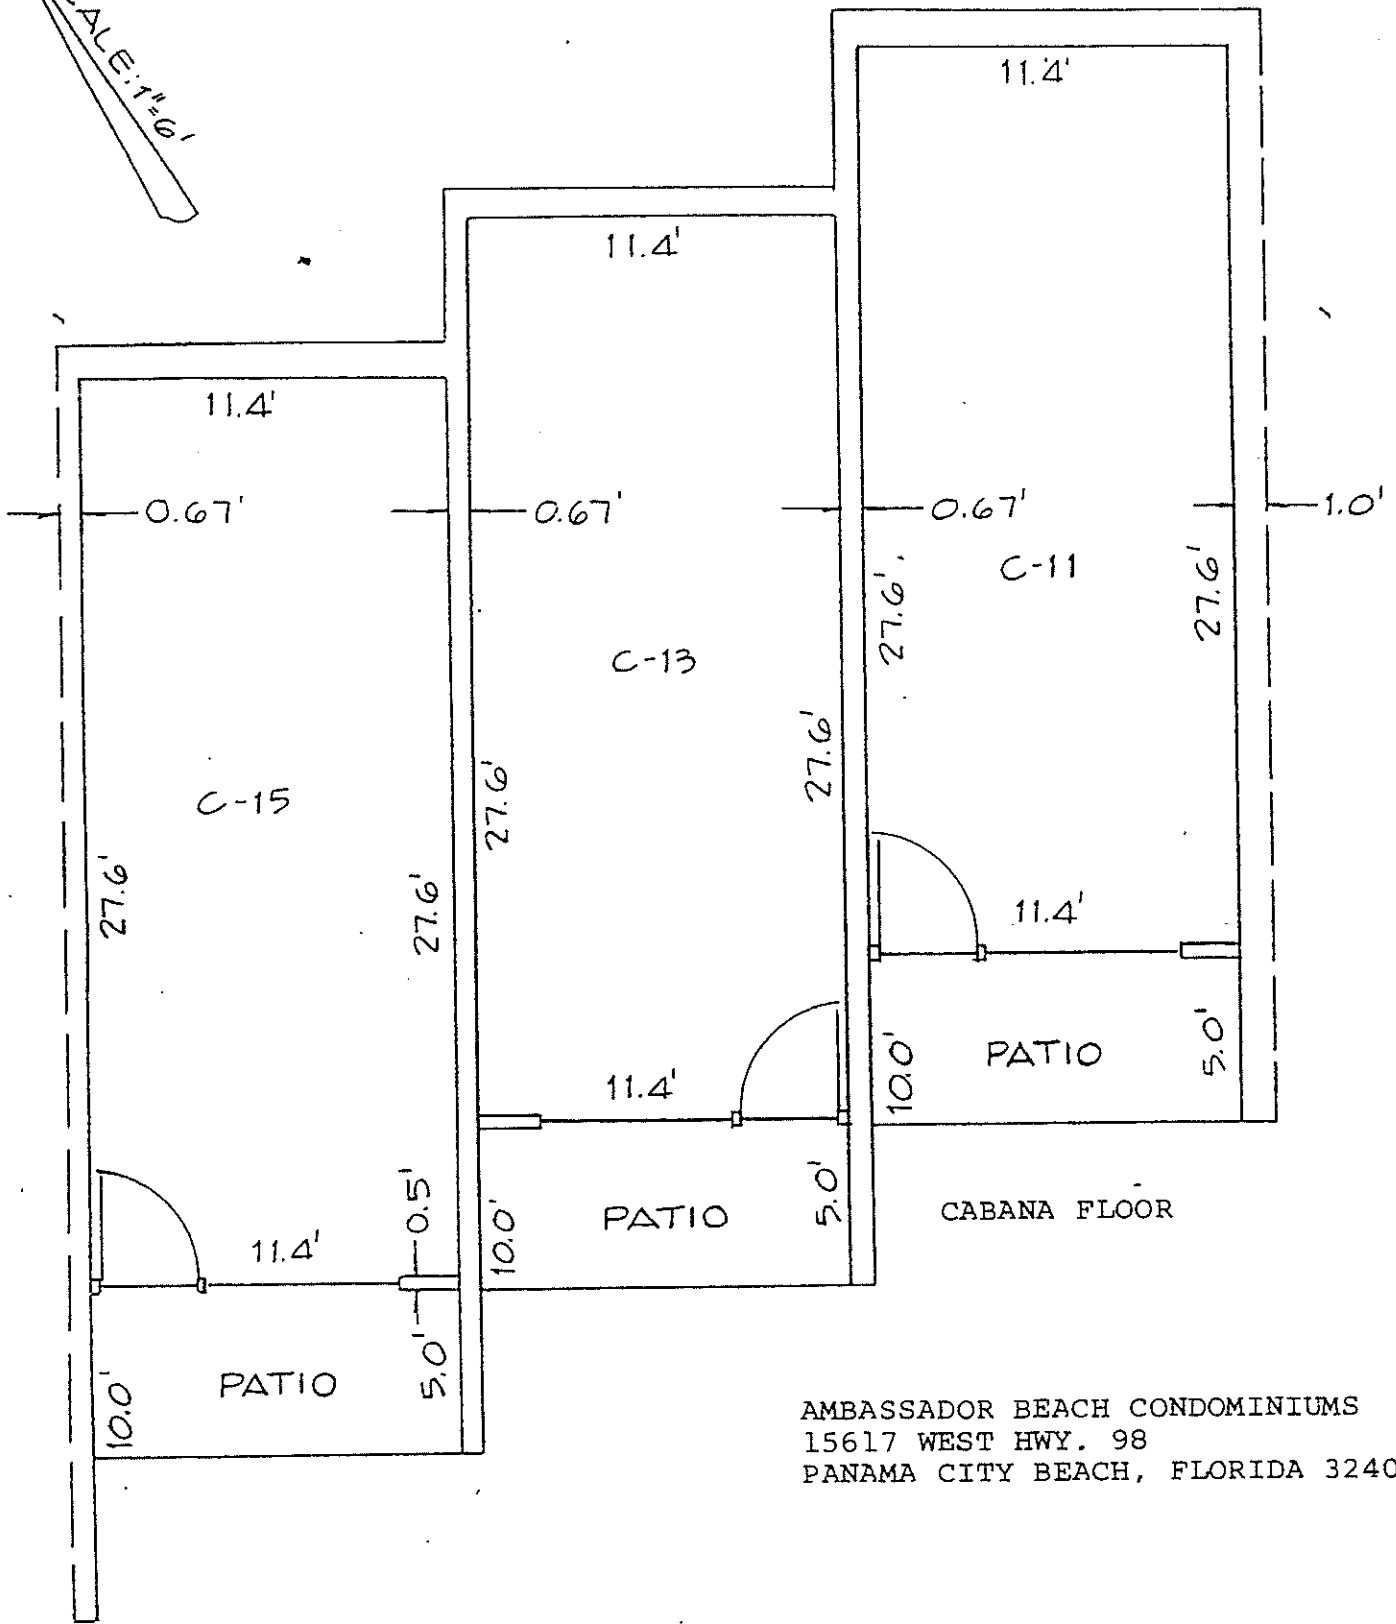 SCALE: 1"=6'
11.4'
11.4'
11.4'
0.67'
0.67'
0.67'
1.0'
C-11
27.6'
27.6'
C-13
27.6'
27.6'
C-15
27.6'
27.6'
11.4'
PATIO
10.0'
5.0'
11.4'
PATIO
10.0'
5.0'
CABANA FLOOR
0.5'
11.4'
PATIO
10.0'
5.0'
AMBASSADOR BEACH CONDOMINIUMS
15617 WEST HWY. 98
PANAMA CITY BEACH, FLORIDA 3240